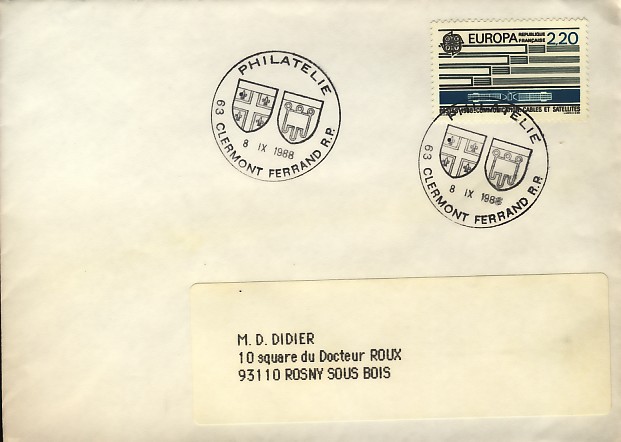 EUROPA REPUBLIQUE FRANÇAISE 2,20
CABLES ET SATELLITES
PHILATELIE
8 IX 1988
63 CLERMONT FERRAND R.P.
PHILATELIE
8 IX 1988
63 CLERMONT FERRAND R.P.
M. D. DIDIER
10 square du Docteur ROUX
93110 ROSNY SOUS BOIS